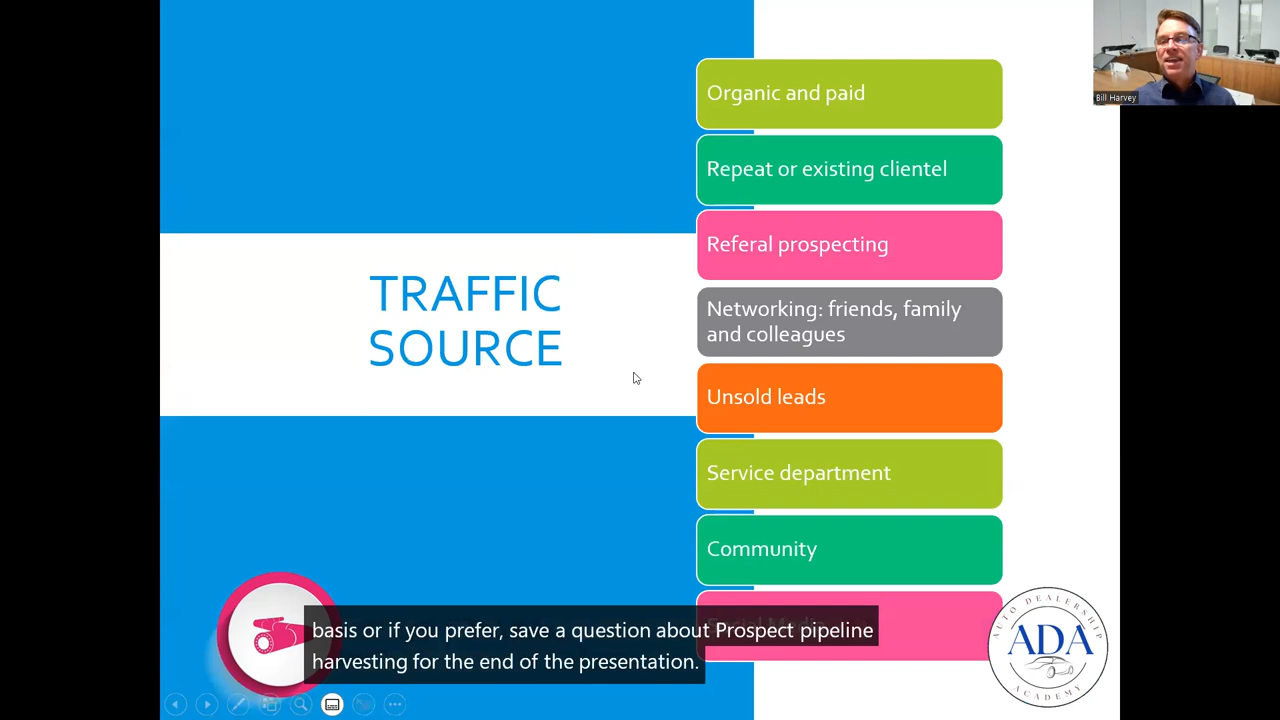 Organic and paid
Repeat or existing clientel
Referal prospecting
Networking: friends, family
and colleagues
Unsold leads
Service department
Community
TRAFFIC
SOURCE
basis or if you prefer, save a question about Prospect pipeline
harvesting for the end of the presentation.
Bill Harvey
AUTO DEALERSHIP
ADA
ACADEMY